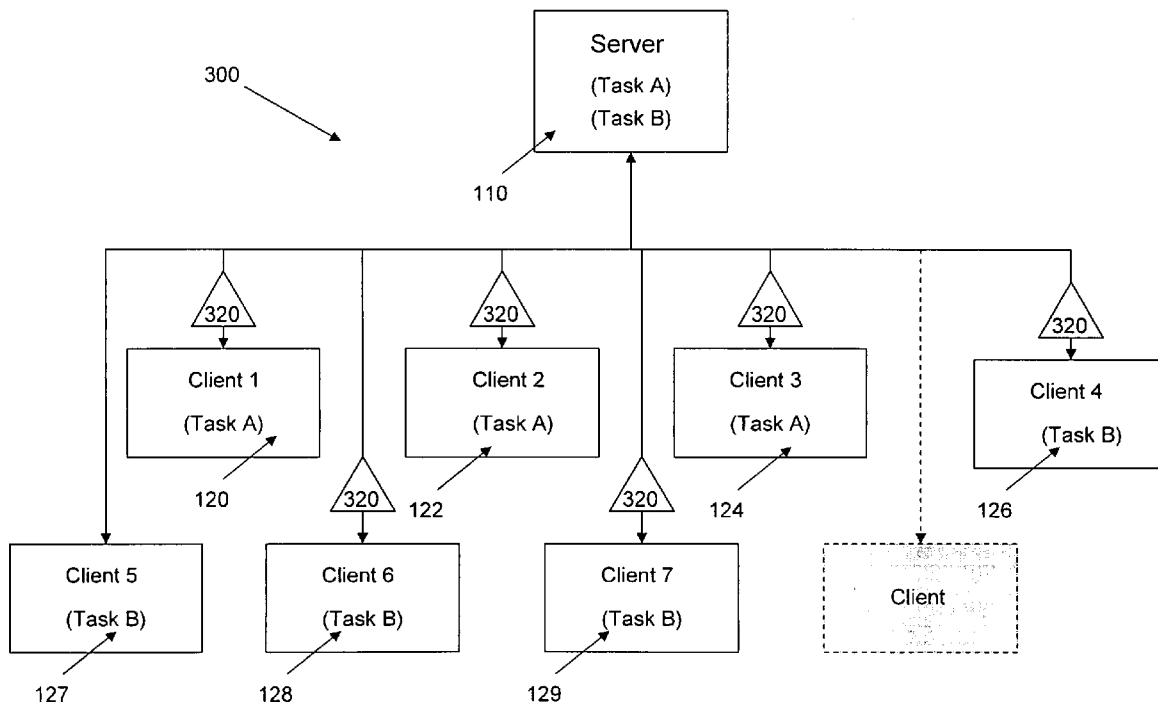 Server
(Task A)
(Task B)
300
110
320
320
320
320
Client 1
(Task A)
Client 2
(Task A)
Client 3
(Task A)
Client 4
(Task B)
120
320
122
320
124
126
Client 5
(Task B)
Client 6
(Task B)
Client 7
(Task B)
Client
127
128
129